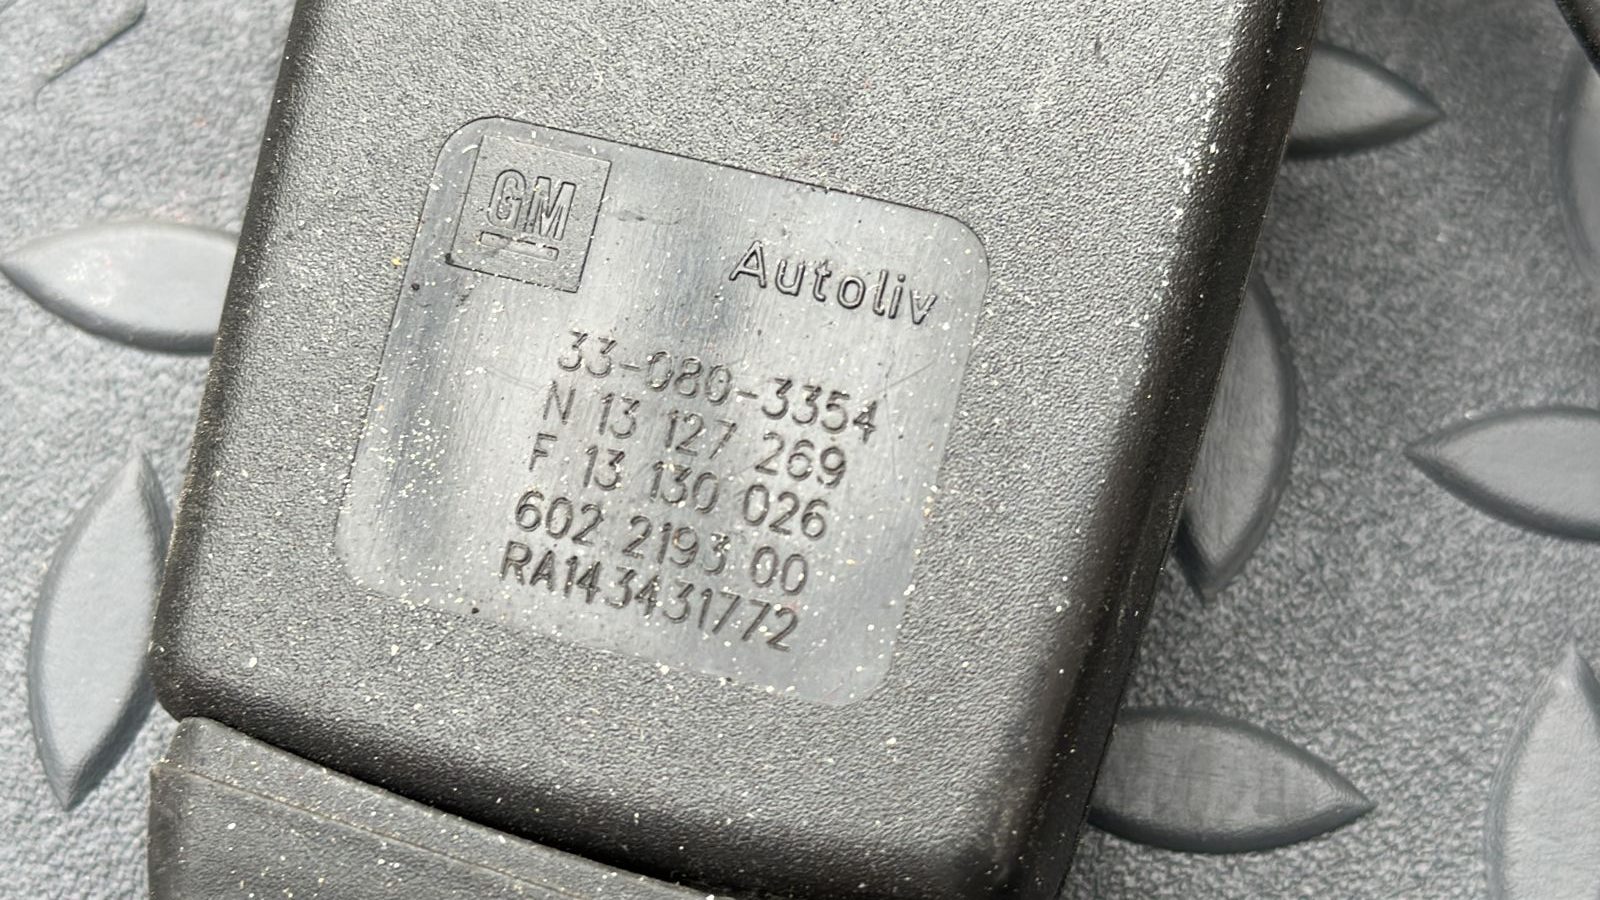 GM
Autoliv
33-080-3354
N 13 127 269
F 13 130 026
602 2193 00
RA143431772